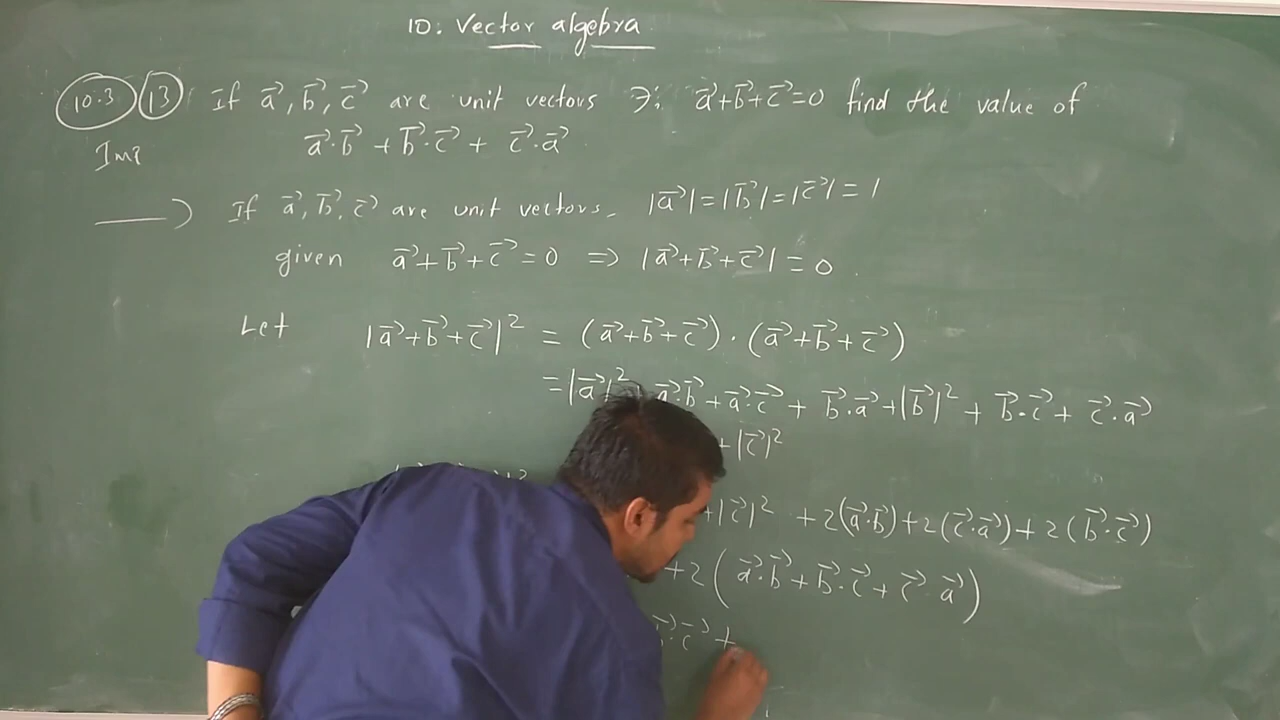 10. Vector algebra
10.3 13 If a⃗, b⃗, c⃗ are unit vectors ∋: a⃗+b⃗+c⃗=0 find the value of
Imp a⃗·b⃗ + b⃗·c⃗ + c⃗·a⃗
⟶ If a⃗, b⃗, c⃗ are unit vectors, |a⃗|=|b⃗|=|c⃗|=1
given a⃗+b⃗+c⃗=0 ⇒ |a⃗+b⃗+c⃗|=0.
Let |a⃗+b⃗+c⃗|² = (a⃗+b⃗+c⃗)·(a⃗+b⃗+c⃗)
=|a⃗|² a⃗·b⃗ + a⃗·c⃗ + b⃗·a⃗ + |b⃗|² + b⃗·c⃗ + c⃗·a⃗
+|c⃗|²
+|c⃗|² + 2(a⃗·b⃗) + 2(c⃗·a⃗) + 2(b⃗·c⃗)
+2(a⃗·b⃗ + b⃗·c⃗ + c⃗·a⃗)
b⃗·c⃗ +